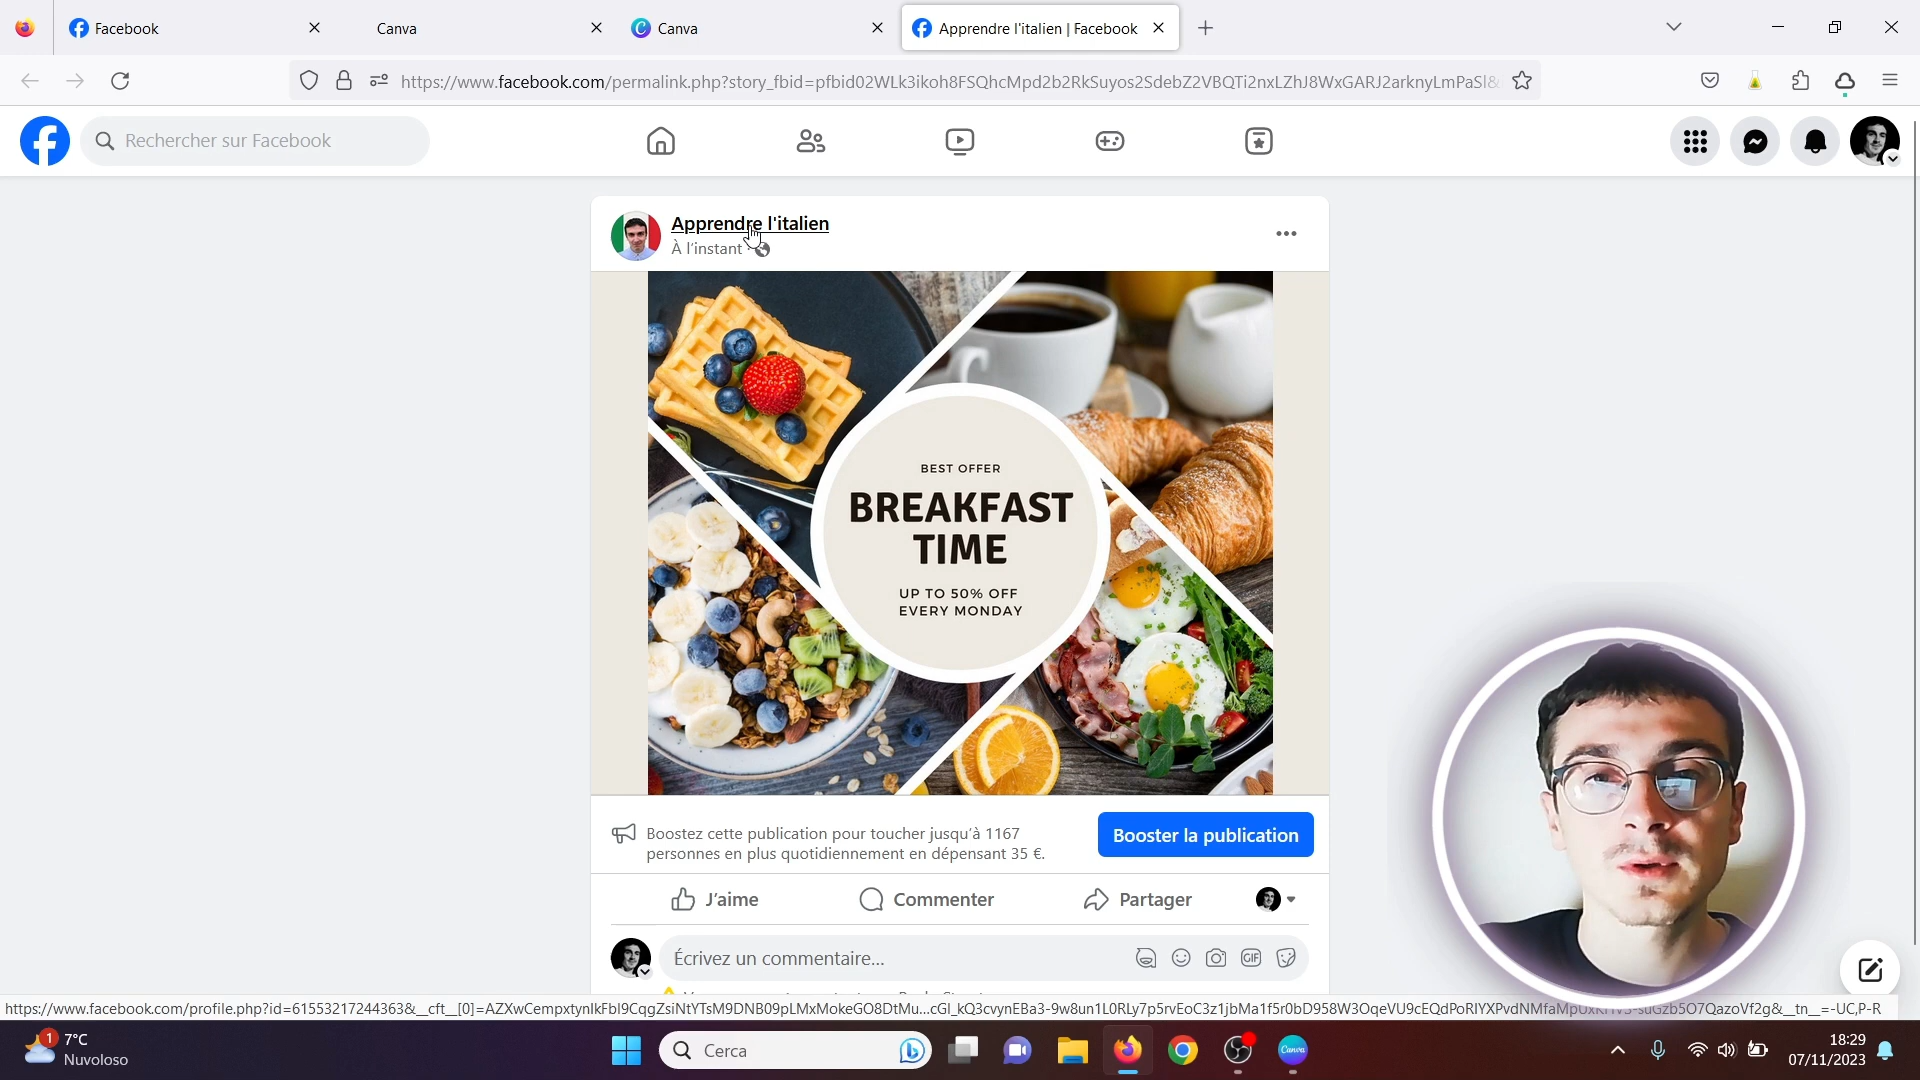 Facebook
Canva
Canva
Apprendre l'italien | Facebook
https://www.facebook.com/permalink.php?story_fbid=pfbid02WLk3ikoh8FSQhcMpd2b2RkSuyos2SdebZ2VBQTi2nxLZhJ8WxGARJ2arknyLmPaSl&
Rechercher sur Facebook
Apprendre l'italien
À l'instant ·
BEST OFFER
BREAKFAST
TIME
UP TO 50% OFF
EVERY MONDAY
Boostez cette publication pour toucher jusqu'à 1167
personnes en plus quotidiennement en dépensant 35 €.
Booster la publication
J'aime
Commenter
Partager
Écrivez un commentaire...
GIF
1
7°C
Nuvoloso
Cerca
Canva
18:29
07/11/2023